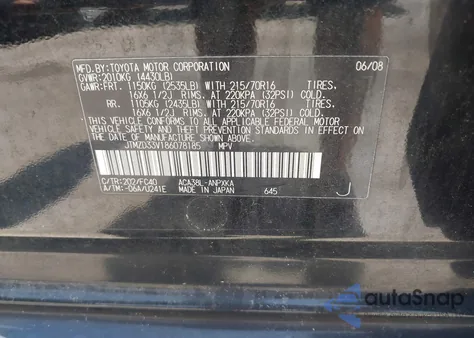 MFD.BY: TOYOTA MOTOR CORPORATION 06/08
GVWR: 2010KG (4430LB)
GAWR: FRT. 1150KG (2535LB) WITH 215/70R16 TIRES.
16X6 1/2J RIMS. AT 220KPA (32PSI) COLD.
RR. 1105KG (2435LB) WITH 215/70R16 TIRES.
16X6 1/2J RIMS. AT 220KPA (32PSI) COLD.
THIS VEHICLE CONFORMS TO ALL APPLICABLE
FEDERAL MOTOR VEHICLE SAFETY
STANDARDS IN EFFECT ON THE DATE OF
MANUFACTURE SHOWN ABOVE.
JTMZD33V186078185 MPV
C/TR: 202/FC40 ACA38L-ANPXKA
A/TM: -06A/U241E MADE IN JAPAN 645 J
autoSnap